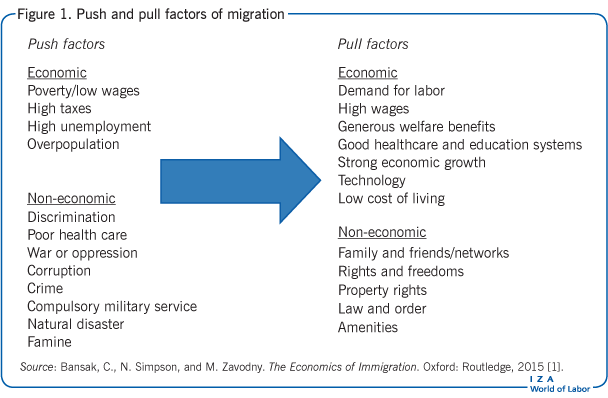 Figure 1. Push and pull factors of migration
Push factors
Economic
Poverty/low wages
High taxes
High unemployment
Overpopulation
Non-economic
Discrimination
Poor health care
War or oppression
Corruption
Crime
Compulsory military service
Natural disaster
Famine
Pull factors
Economic
Demand for labor
High wages
Generous welfare benefits
Good healthcare and education systems
Strong economic growth
Technology
Low cost of living
Non-economic
Family and friends/networks
Rights and freedoms
Property rights
Law and order
Amenities
Source: Bansak, C., N. Simpson, and M. Zavodny. The Economics of Immigration. Oxford: Routledge, 2015 [1].
I Z A
World of Labor